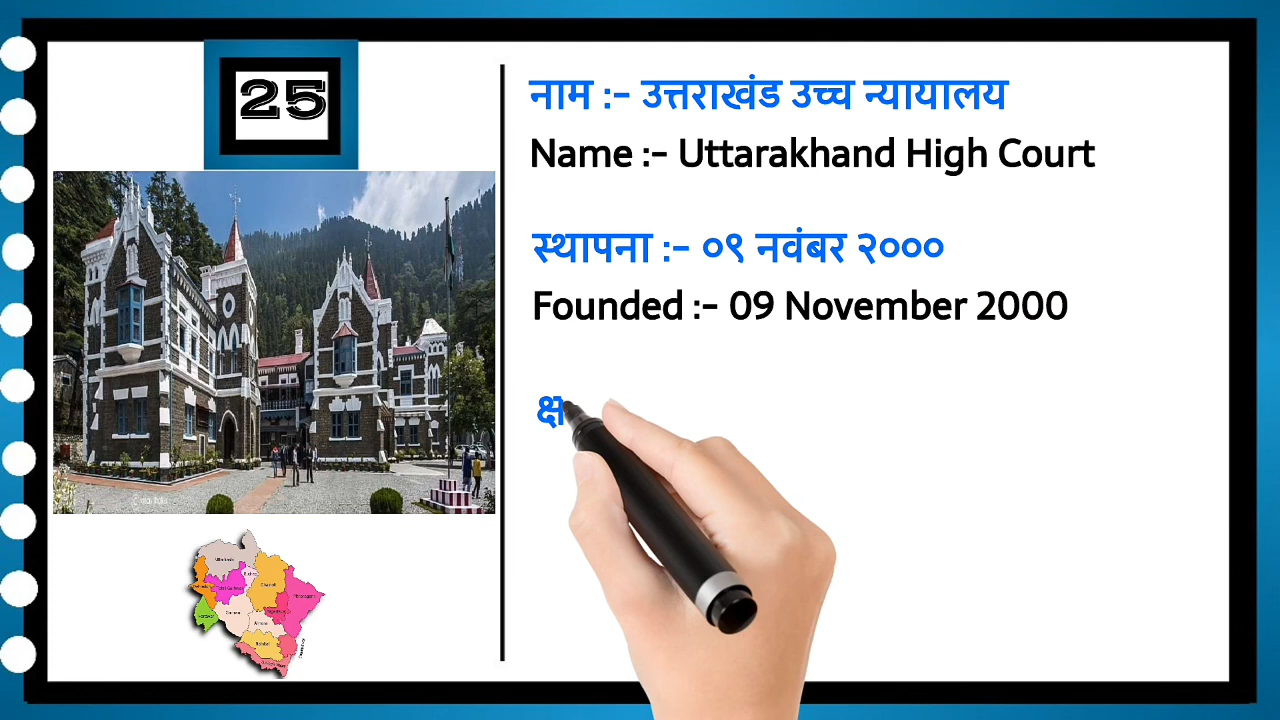 25
नाम :- उत्तराखंड उच्च न्यायालय
Name :- Uttarakhand High Court
स्थापना :- ०९ नवंबर २०००
Founded :- 09 November 2000
क्ष